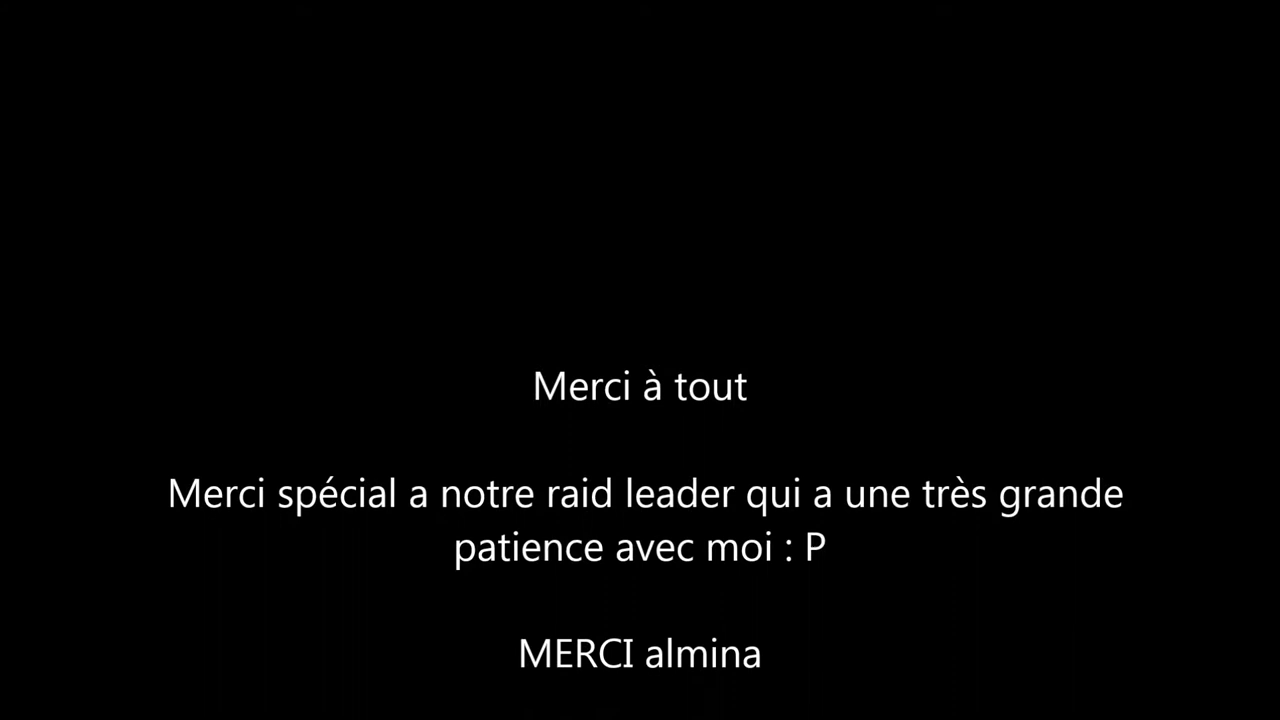 Merci à tout
Merci spécial a notre raid leader qui a une très grande
patience avec moi : P
MERCI almina